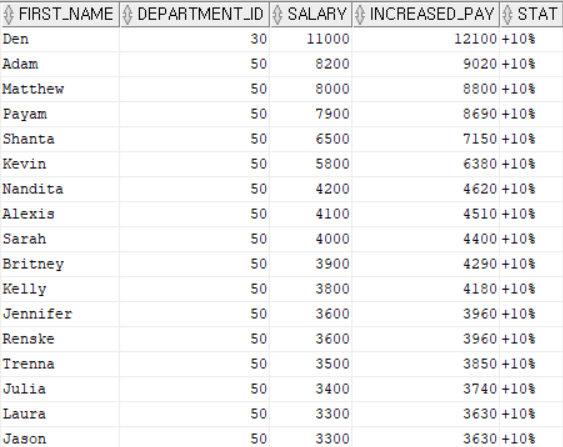 FIRST_NAME DEPARTMENT_ID SALARY INCREASED_PAY STAT
Den 30 11000 12100 +10%
Adam 50 8200 9020 +10%
Matthew 50 8000 8800 +10%
Payam 50 7900 8690 +10%
Shanta 50 6500 7150 +10%
Kevin 50 5800 6380 +10%
Nandita 50 4200 4620 +10%
Alexis 50 4100 4510 +10%
Sarah 50 4000 4400 +10%
Britney 50 3900 4290 +10%
Kelly 50 3800 4180 +10%
Jennifer 50 3600 3960 +10%
Renske 50 3600 3960 +10%
Trenna 50 3500 3850 +10%
Julia 50 3400 3740 +10%
Laura 50 3300 3630 +10%
Jason 50 3300 3630 +10%